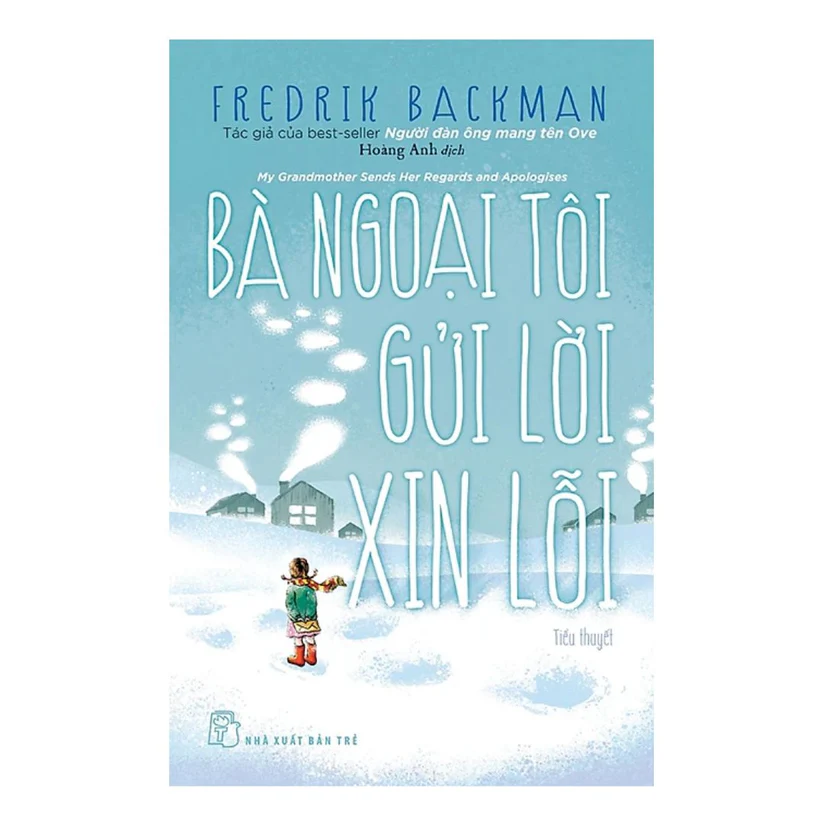 FREDRIK BACKMAN
Tác giả của best-seller Người đàn ông mang tên Ove
Hoàng Anh dịch
My Grandmother Sends Her Regards and Apologises
BÀ NGOẠI TÔI
GỬI LỜI
XIN LỖI
Tiểu thuyết
T
NHÀ XUẤT BẢN TRẺ